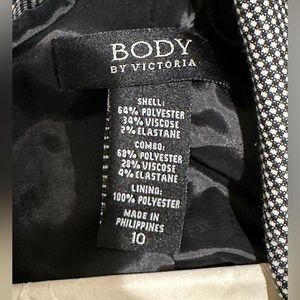 BODY
BY VICTORIA
SHELL:
64% POLYESTER
34% VISCOSE
2% ELASTANE
COMBO:
68% POLYESTER
28% VISCOSE
4% ELASTANE
LINING:
100% POLYESTER
MADE IN
PHILIPPINES
10